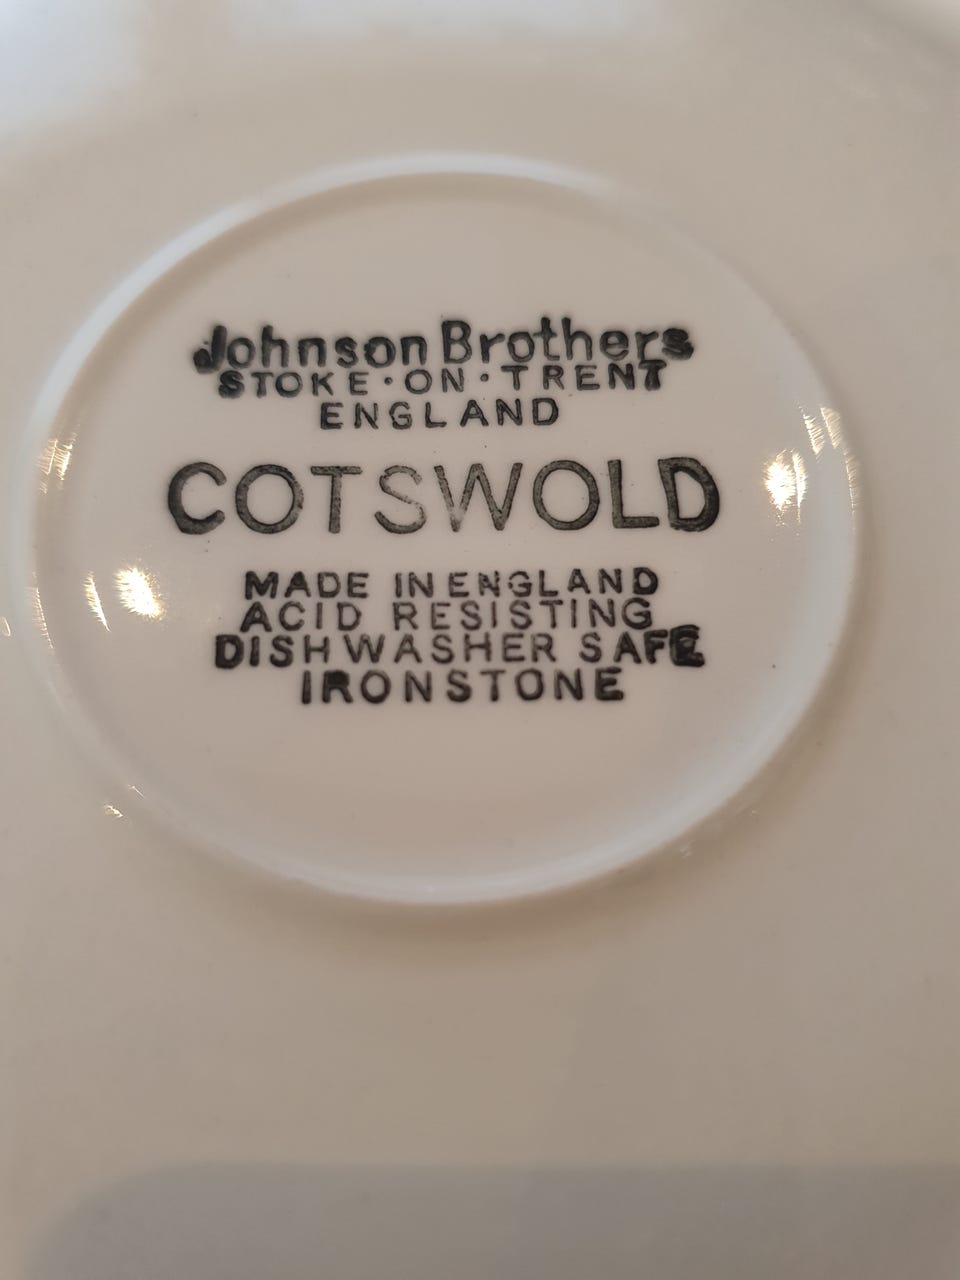 Johnson Brothers
STOKE·ON·TRENT
ENGLAND
COTSWOLD
MADE IN ENGLAND
ACID RESISTING
DISHWASHER SAFE
IRONSTONE